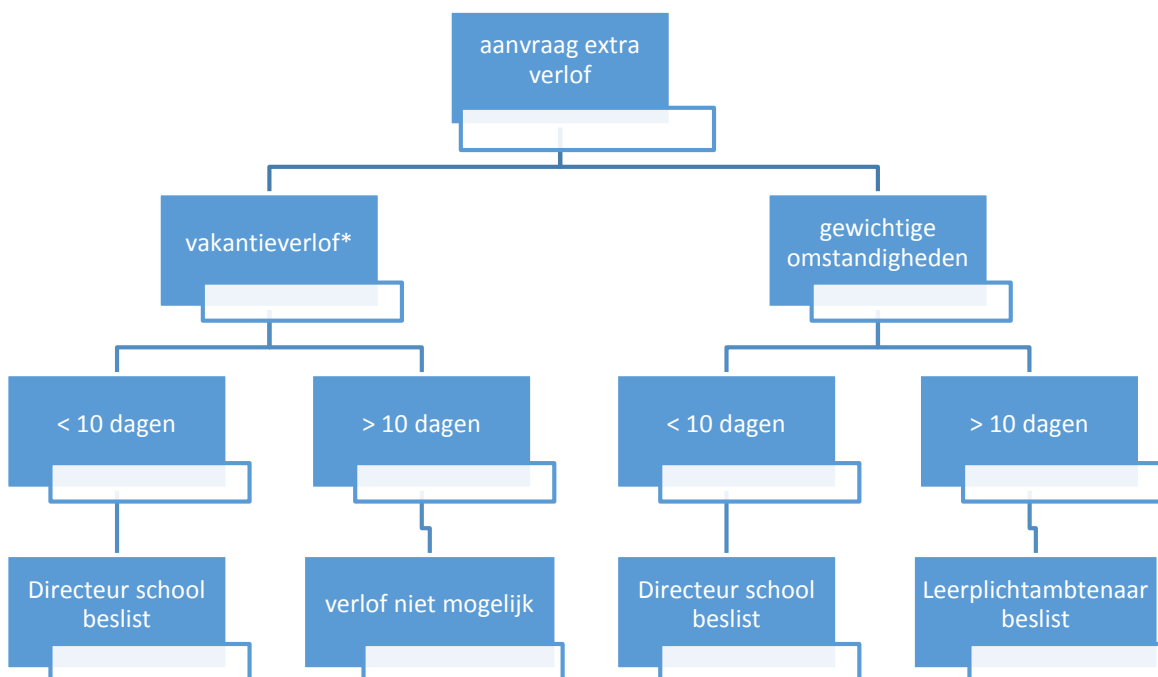 aanvraag extra
verlof
vakantieverlof*
gewichtige
omstandigheden
< 10 dagen
> 10 dagen
< 10 dagen
> 10 dagen
Directeur school
beslist
verlof niet mogelijk
Directeur school
beslist
Leerplichtambtenaar
beslist